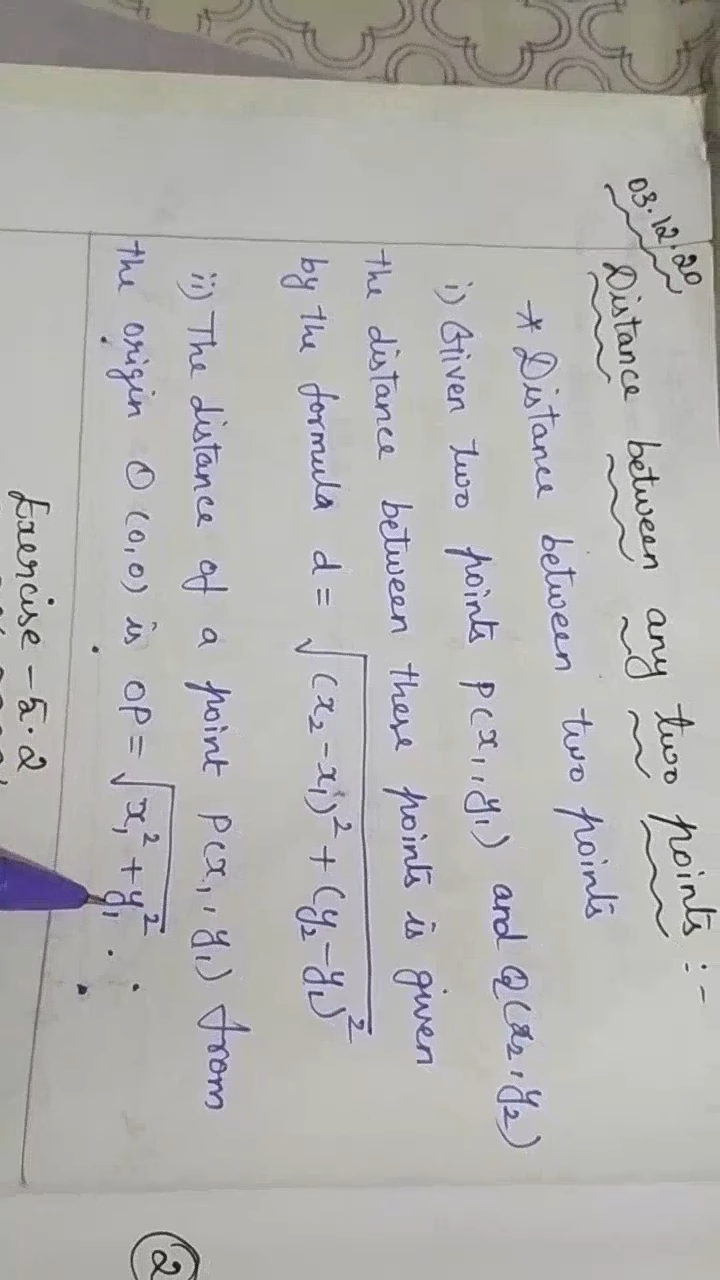 03.12.20
Distance between any two points :-
* Distance between two points
i) Given two points P(x₁, y₁) and Q(x₂, y₂)
the distance between these points is given
by the formula d = √(x₂ - x₁)² + (y₂ - y₁)²
ii) The distance of a point P(x₁, y₁) from
the origin O (0,0) is OP = √x₁² + y₁² .
Exercise - 5.2
2